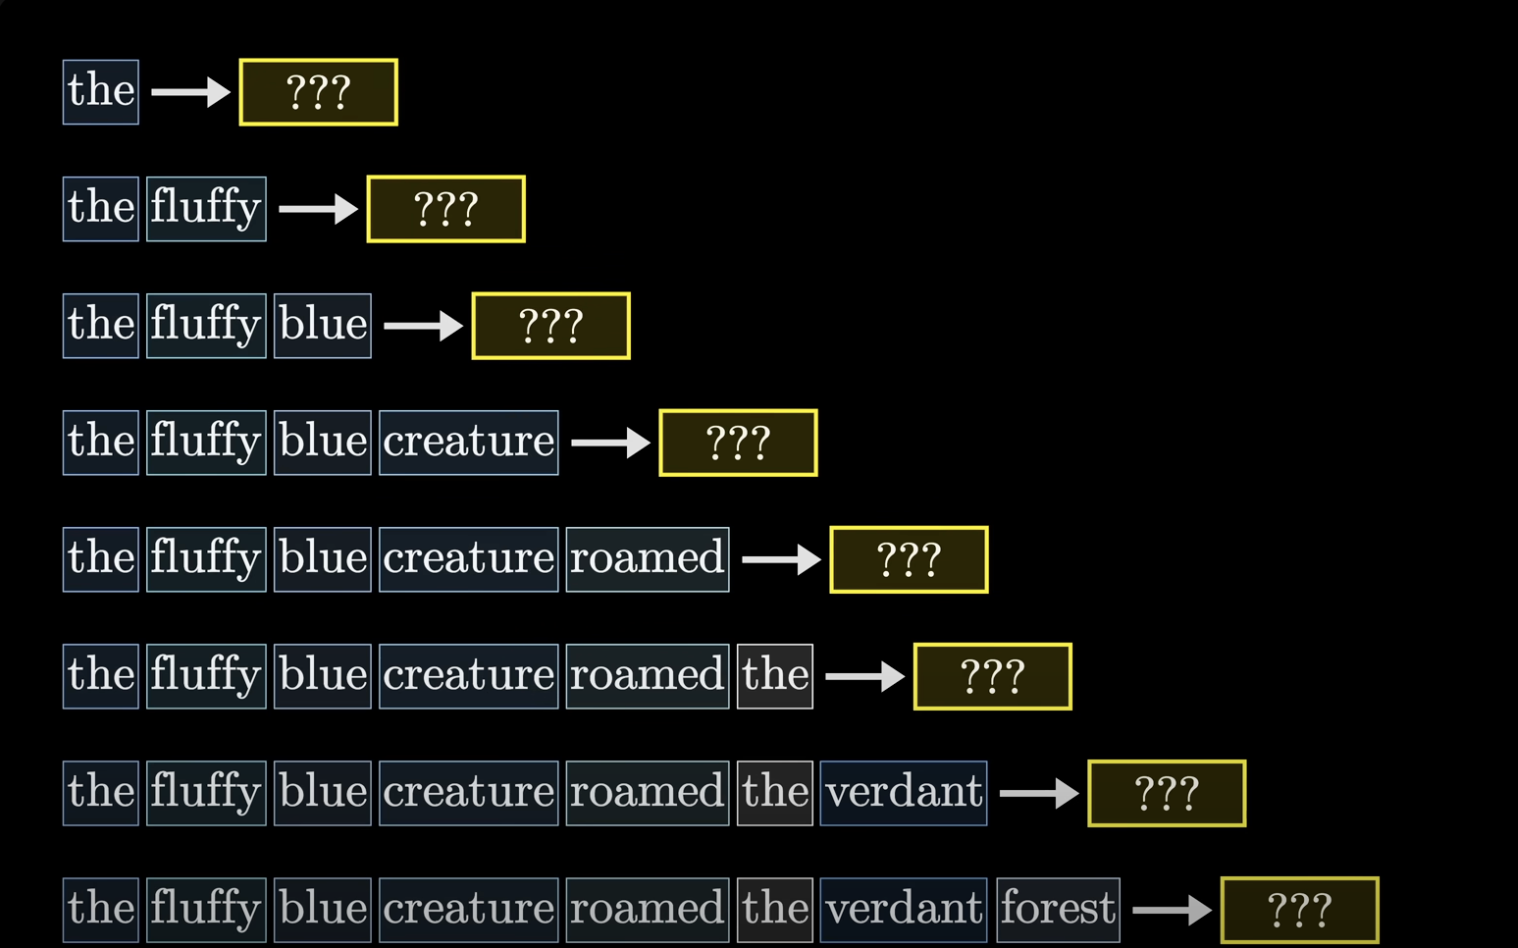 the ???
the fluffy ???
the fluffy blue ???
the fluffy blue creature ???
the fluffy blue creature roamed ???
the fluffy blue creature roamed the ???
the fluffy blue creature roamed the verdant ???
the fluffy blue creature roamed the verdant forest ???